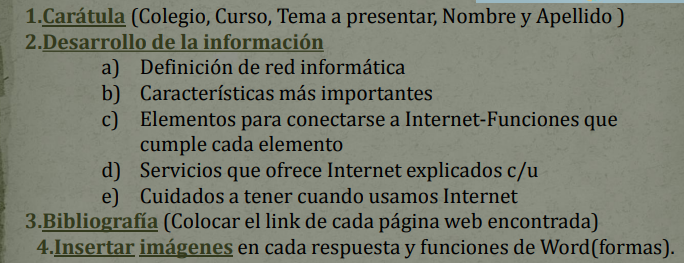 1.Carátula (Colegio, Curso, Tema a presentar, Nombre y Apellido )
2.Desarrollo de la información
a) Definición de red informática
b) Características más importantes
c) Elementos para conectarse a Internet-Funciones que
cumple cada elemento
d) Servicios que ofrece Internet explicados c/u
e) Cuidados a tener cuando usamos Internet
3.Bibliografía (Colocar el link de cada página web encontrada)
4.Insertar imágenes en cada respuesta y funciones de Word(formas).